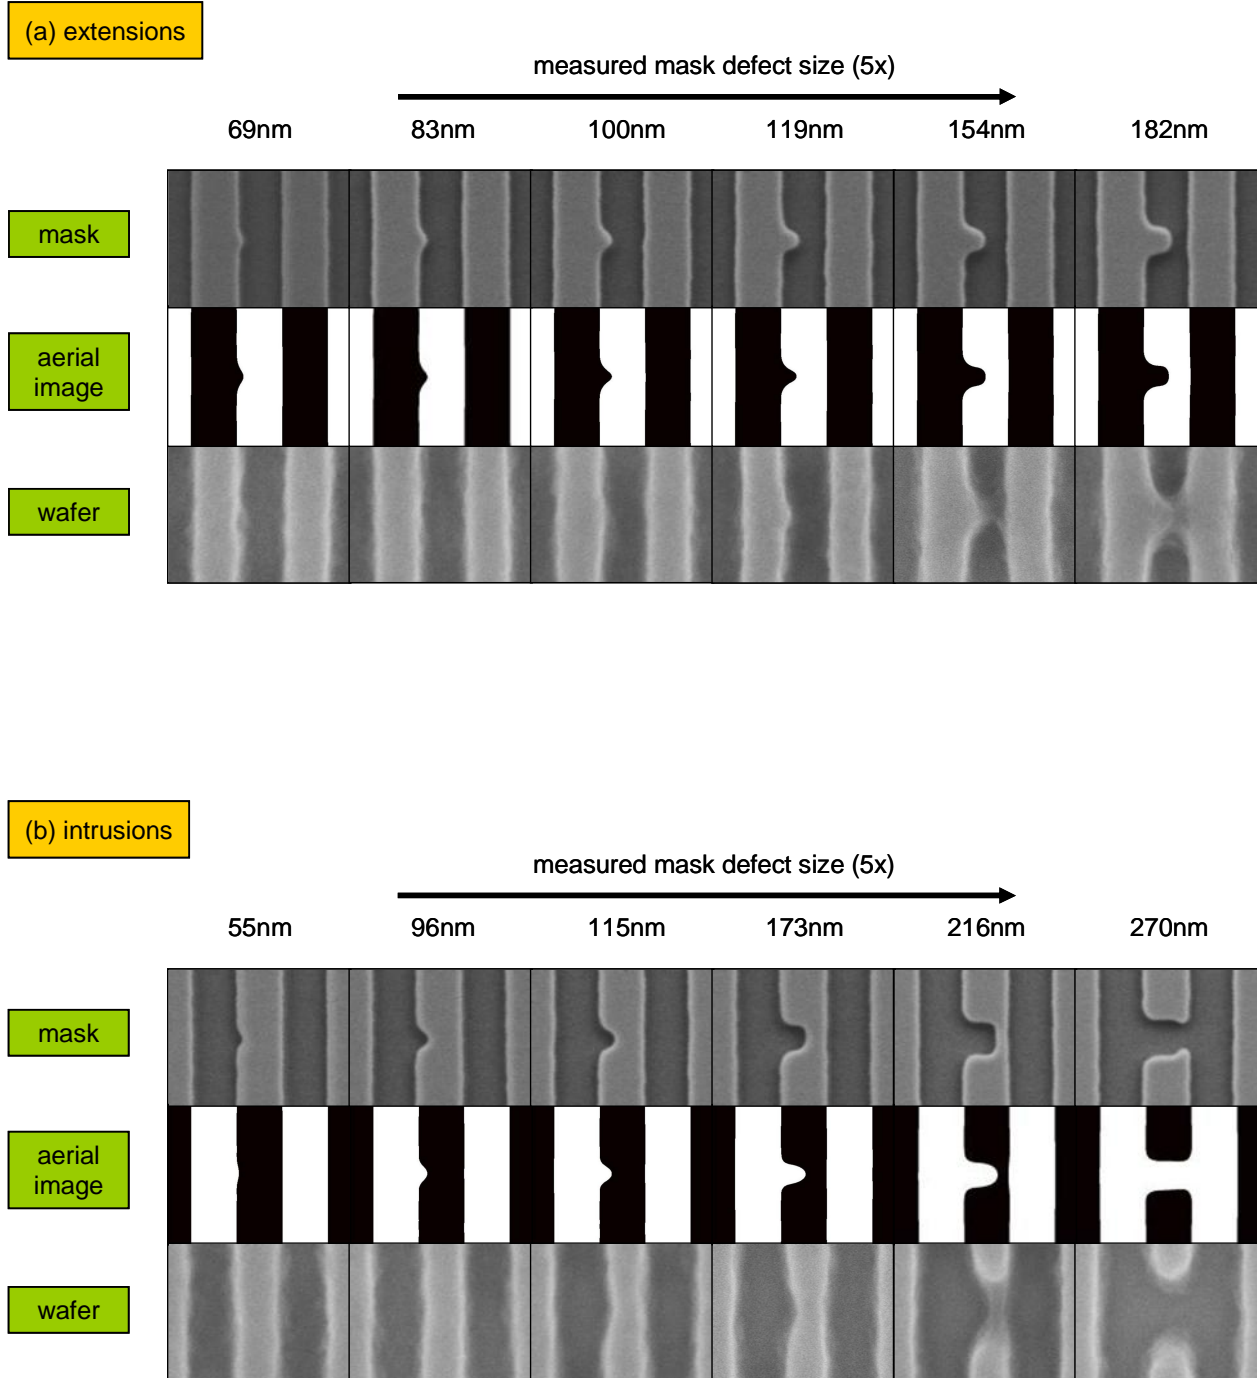 (a) extensions
measured mask defect size (5x)
69nm 83nm 100nm 119nm 154nm 182nm
mask
aerial
image
wafer
(b) intrusions
measured mask defect size (5x)
55nm 96nm 115nm 173nm 216nm 270nm
mask
aerial
image
wafer